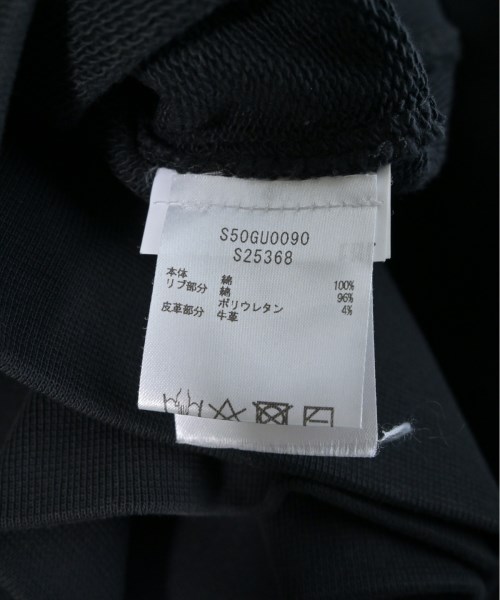 S50GU0090
S25368
本体 綿 100%
リブ部分 綿 96%
ポリウレタン 4%
皮革部分 牛革